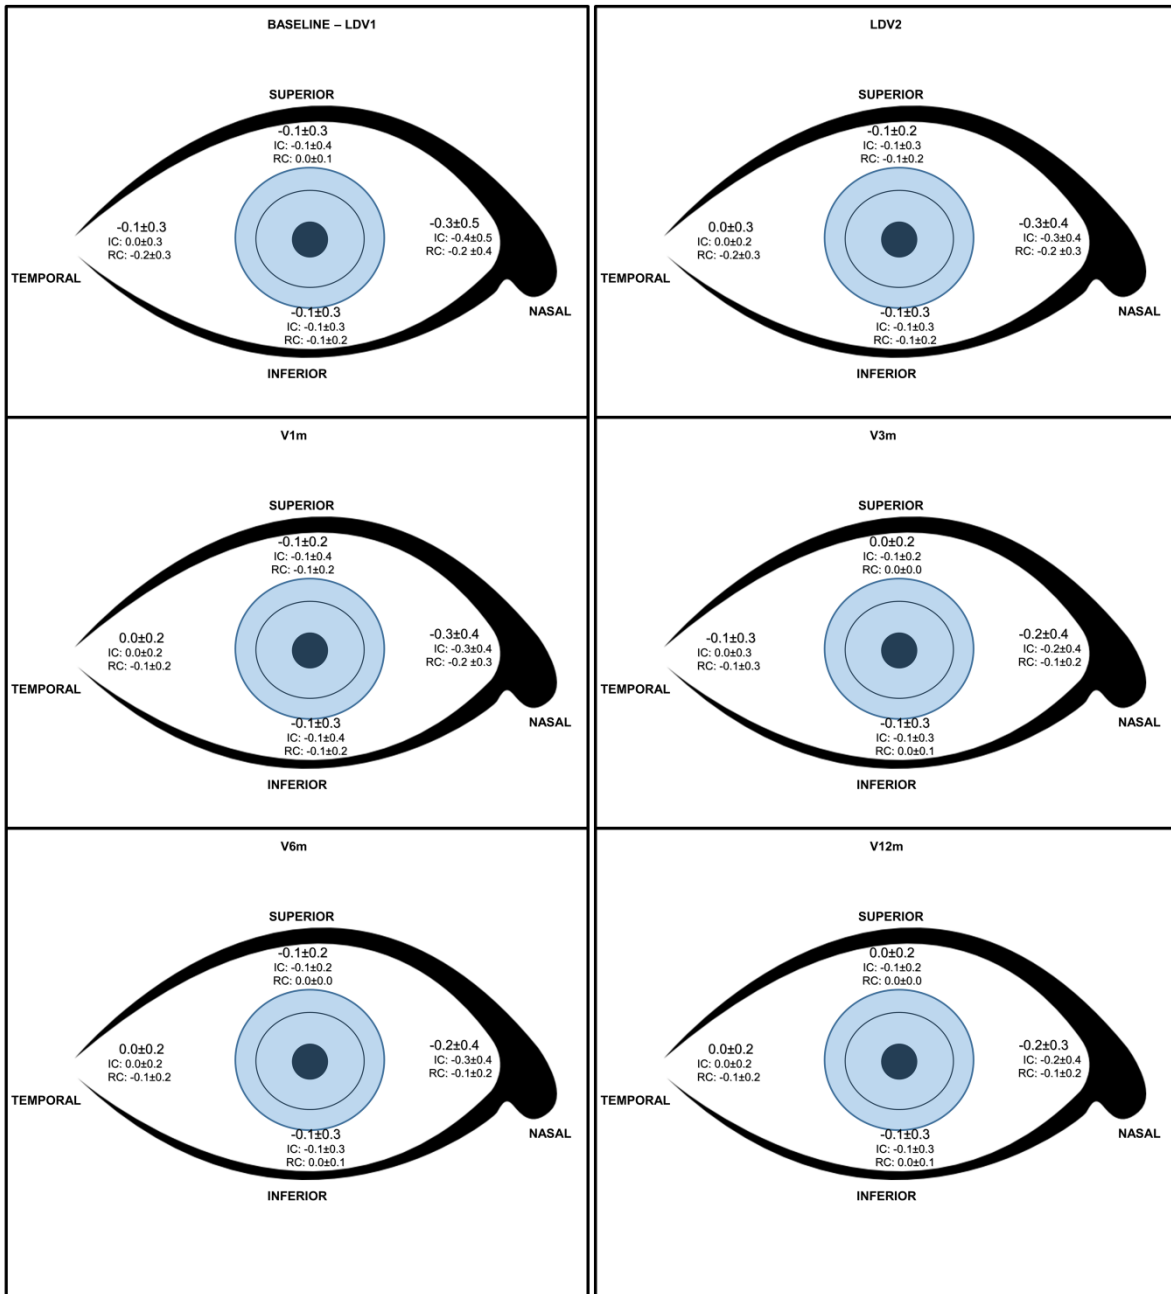 BASELINE – LDV1
SUPERIOR
-0.1±0.3
IC: -0.1±0.4
RC: 0.0±0.1
-0.1±0.3
IC: 0.0±0.3
RC: -0.2±0.3
-0.3±0.5
IC: -0.4±0.5
RC: -0.2 ±0.4
TEMPORAL
NASAL
-0.1±0.3
IC: -0.1±0.3
RC: -0.1±0.2
INFERIOR
LDV2
SUPERIOR
-0.1±0.2
IC: -0.1±0.3
RC: -0.1±0.2
0.0±0.3
IC: 0.0±0.2
RC: -0.2±0.3
-0.3±0.4
IC: -0.3±0.4
RC: -0.2 ±0.3
TEMPORAL
NASAL
-0.1±0.3
IC: -0.1±0.3
RC: -0.1±0.2
INFERIOR
V1m
SUPERIOR
-0.1±0.2
IC: -0.1±0.4
RC: -0.1±0.2
0.0±0.2
IC: 0.0±0.2
RC: -0.1±0.2
-0.3±0.4
IC: -0.3±0.4
RC: -0.2 ±0.3
TEMPORAL
NASAL
-0.1±0.3
IC: -0.1±0.4
RC: -0.1±0.2
INFERIOR
V3m
SUPERIOR
0.0±0.2
IC: -0.1±0.2
RC: 0.0±0.0
-0.1±0.3
IC: 0.0±0.3
RC: -0.1±0.3
-0.2±0.4
IC: -0.2±0.4
RC: -0.1±0.2
TEMPORAL
NASAL
-0.1±0.3
IC: -0.1±0.3
RC: 0.0±0.1
INFERIOR
V6m
SUPERIOR
-0.1±0.2
IC: -0.1±0.2
RC: 0.0±0.0
0.0±0.2
IC: 0.0±0.2
RC: -0.1±0.2
-0.2±0.4
IC: -0.3±0.4
RC: -0.1±0.2
TEMPORAL
NASAL
-0.1±0.3
IC: -0.1±0.3
RC: 0.0±0.1
INFERIOR
V12m
SUPERIOR
0.0±0.2
IC: -0.1±0.2
RC: 0.0±0.0
0.0±0.2
IC: 0.0±0.2
RC: -0.1±0.2
-0.2±0.3
IC: -0.2±0.4
RC: -0.1±0.2
TEMPORAL
NASAL
-0.1±0.3
IC: -0.1±0.3
RC: 0.0±0.1
INFERIOR